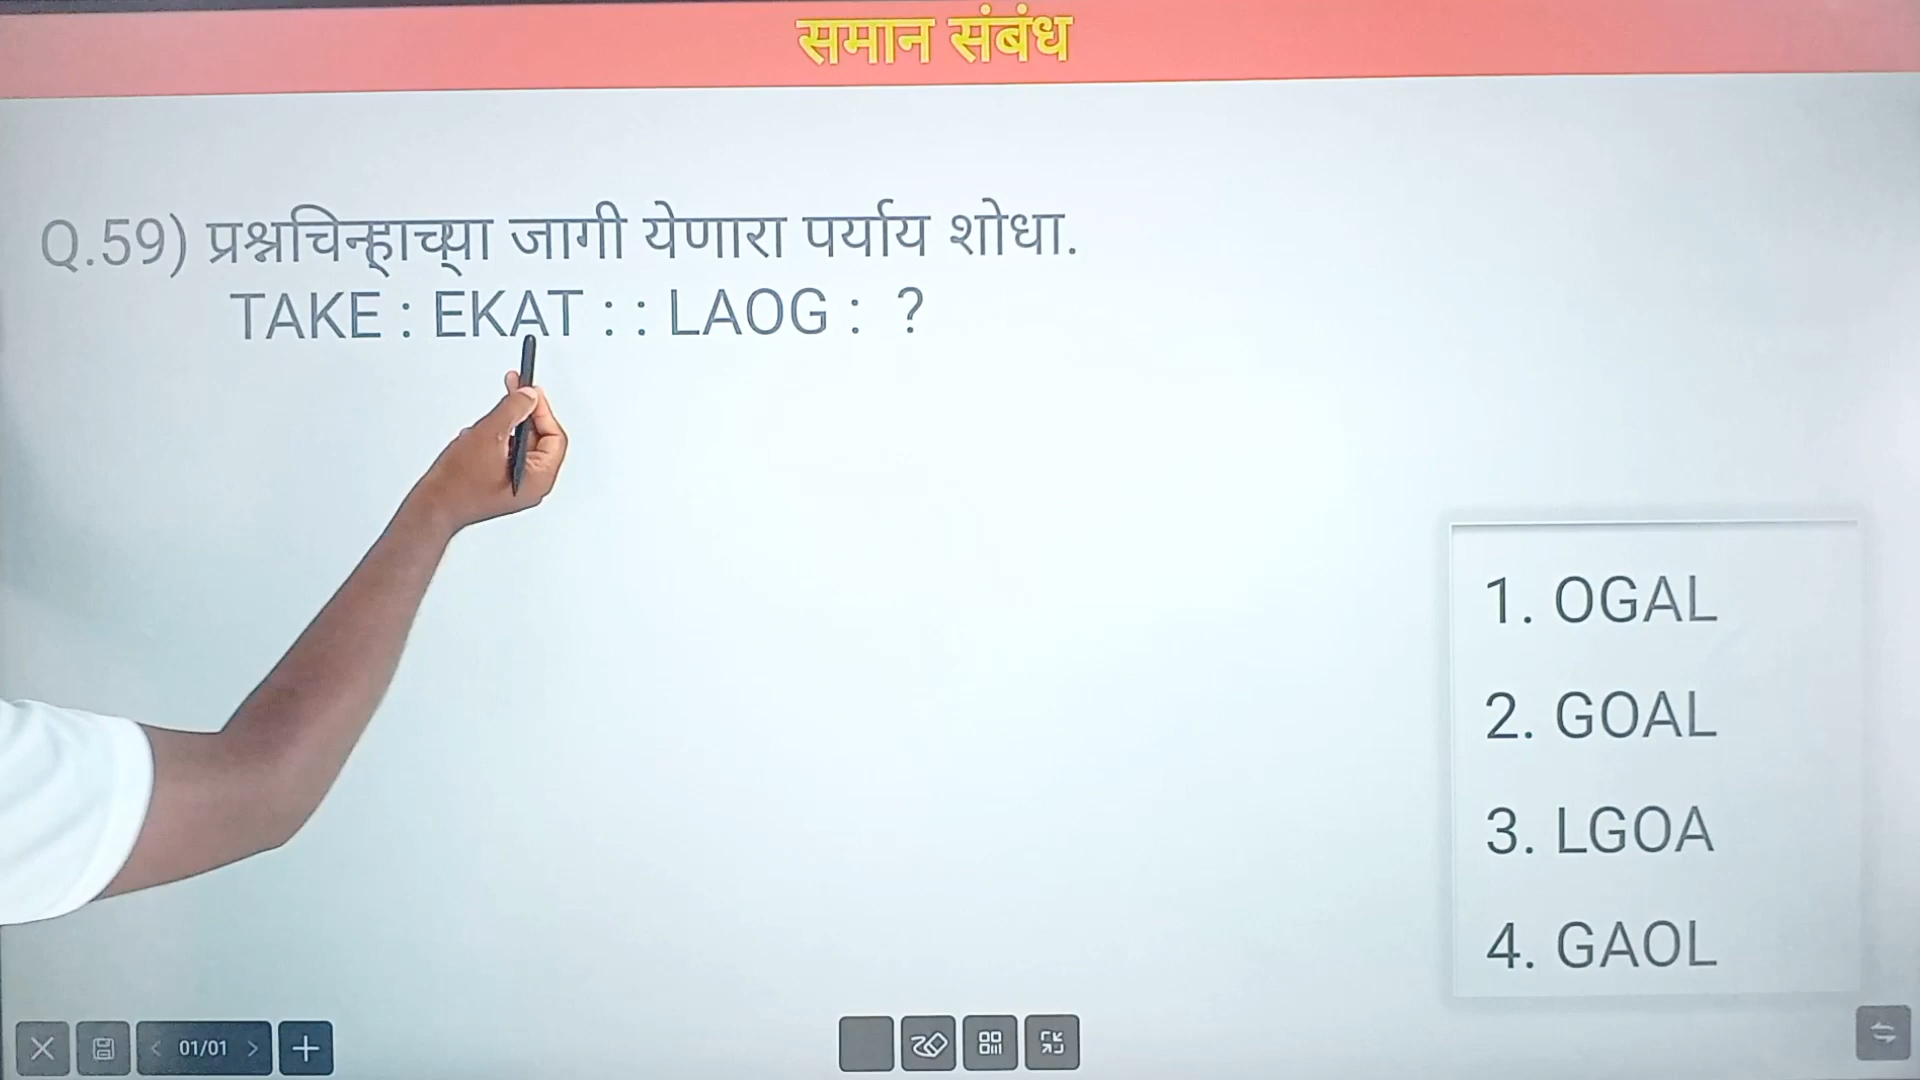 समान संबंध
Q.59) प्रश्नचिन्हाच्या जागी येणारा पर्याय शोधा.
TAKE : EKAT : : LAOG : ?
1. OGAL
2. GOAL
3. LGOA
4. GAOL
01/01